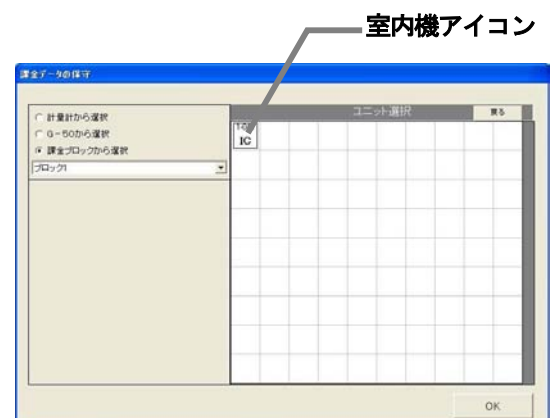 室内機アイコン
課金データの保守
ユニット選択
戻る
計量計から選択
G-50から選択
課金ブロックから選択
ブロック1
IC
OK